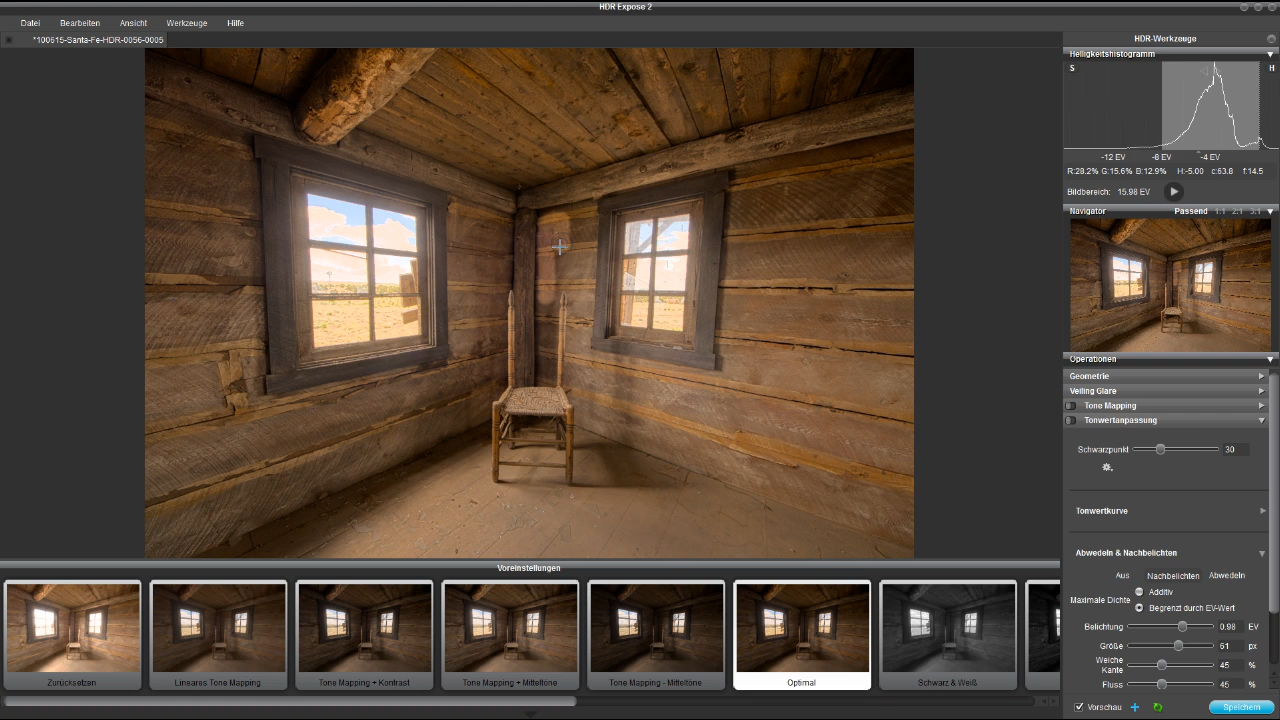 HDR Expose 2
Datei Bearbeiten Ansicht Werkzeuge Hilfe
*100615-Santa-Fe-HDR-0056-0005
HDR-Werkzeuge
Helligkeitshistogramm
S H
-12 EV -8 EV -4 EV
R:28.2% G:15.6% B:12.9% H:-5.00 c:63.8 f:14.5
Bildbereich: 15.98 EV
Navigator Passend 1:1 2:1 3:1
Operationen
Geometrie
Veiling Glare
Tone Mapping
Tonwertanpassung
Schwarzpunkt 30
Tonwertkurve
Abwedeln & Nachbelichten
Aus Nachbelichten Abwedeln
Maximale Dichte Additiv
Begrenzt durch EV-Wert
Belichtung 0.98 EV
Größe 61 px
Weiche Kante 45 %
Fluss 45 %
Vorschau Speichern
Voreinstellungen
Zurücksetzen Lineares Tone Mapping Tone Mapping + Kontrast Tone Mapping + Mitteltöne Tone Mapping - Mitteltöne Optimal Schwarz & Weiß